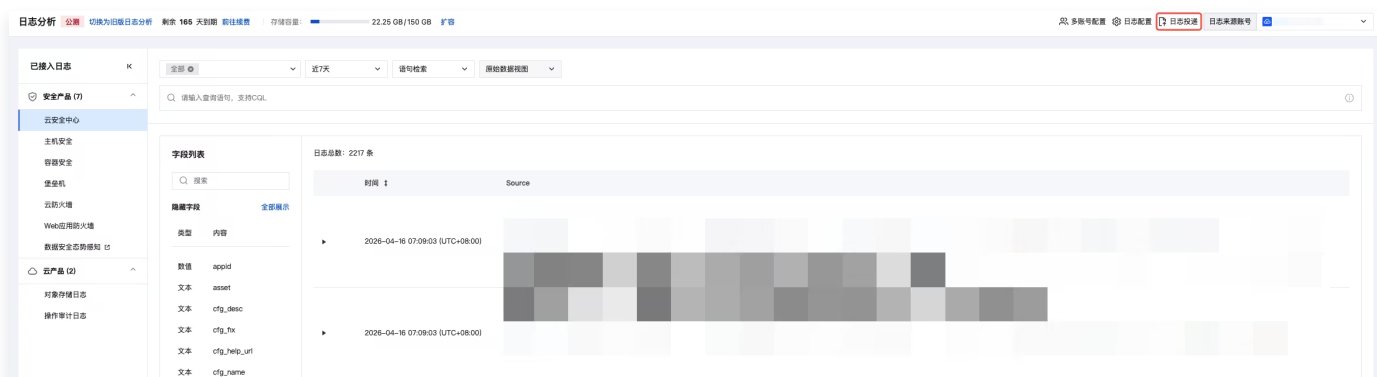 日志分析 公测 切换为旧版日志分析 剩余 165 天到期 前往续费 存储容量： 22.25 GB/150 GB 扩容 多账号配置 日志配置 日志投递 日志来源账号
已接入日志
全部 近7天 语句检索 原始数据视图
安全产品 (7)
请输入查询语句，支持CQL
云安全中心
主机安全
容器安全
堡垒机
云防火墙
Web应用防火墙
数据安全态势感知
云产品 (2)
对象存储日志
操作审计日志
字段列表
搜索
隐藏字段 全部展示
类型 内容
数值 appid
文本 asset
文本 cfg_desc
文本 cfg_fix
文本 cfg_help_url
文本 cfg_name
日志总数：2217 条
时间 Source
2026-04-16 07:09:03 (UTC+08:00)
2026-04-16 07:09:03 (UTC+08:00)